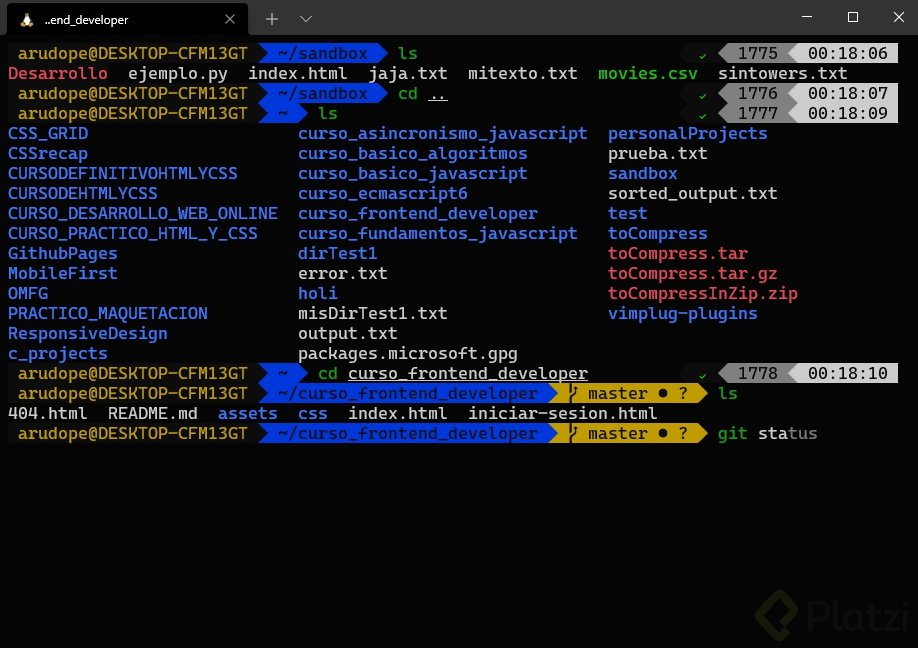 ..end_developer
arudope@DESKTOP-CFM13GT ~/sandbox ls ✓ 1775 00:18:06
Desarrollo ejemplo.py index.html jaja.txt mitexto.txt movies.csv sintowers.txt
arudope@DESKTOP-CFM13GT ~/sandbox cd .. ✓ 1776 00:18:07
arudope@DESKTOP-CFM13GT ~ ls ✓ 1777 00:18:09
CSS_GRID curso_asincronismo_javascript personalProjects
CSSrecap curso_basico_algoritmos prueba.txt
CURSODEFINITIVOHTMLYCSS curso_basico_javascript sandbox
CURSODEHTMLYCSS curso_ecmascript6 sorted_output.txt
CURSO_DESARROLLO_WEB_ONLINE curso_frontend_developer test
CURSO_PRACTICO_HTML_Y_CSS curso_fundamentos_javascript toCompress
GithubPages dirTest1 toCompress.tar
MobileFirst error.txt toCompress.tar.gz
OMFG holi toCompressInZip.zip
PRACTICO_MAQUETACION misDirTest1.txt vimplug-plugins
ResponsiveDesign output.txt
c_projects packages.microsoft.gpg
arudope@DESKTOP-CFM13GT ~ cd curso_frontend_developer ✓ 1778 00:18:10
arudope@DESKTOP-CFM13GT ~/curso_frontend_developer master ● ? ls
404.html README.md assets css index.html iniciar-sesion.html
arudope@DESKTOP-CFM13GT ~/curso_frontend_developer master ● ? git status
Platzi